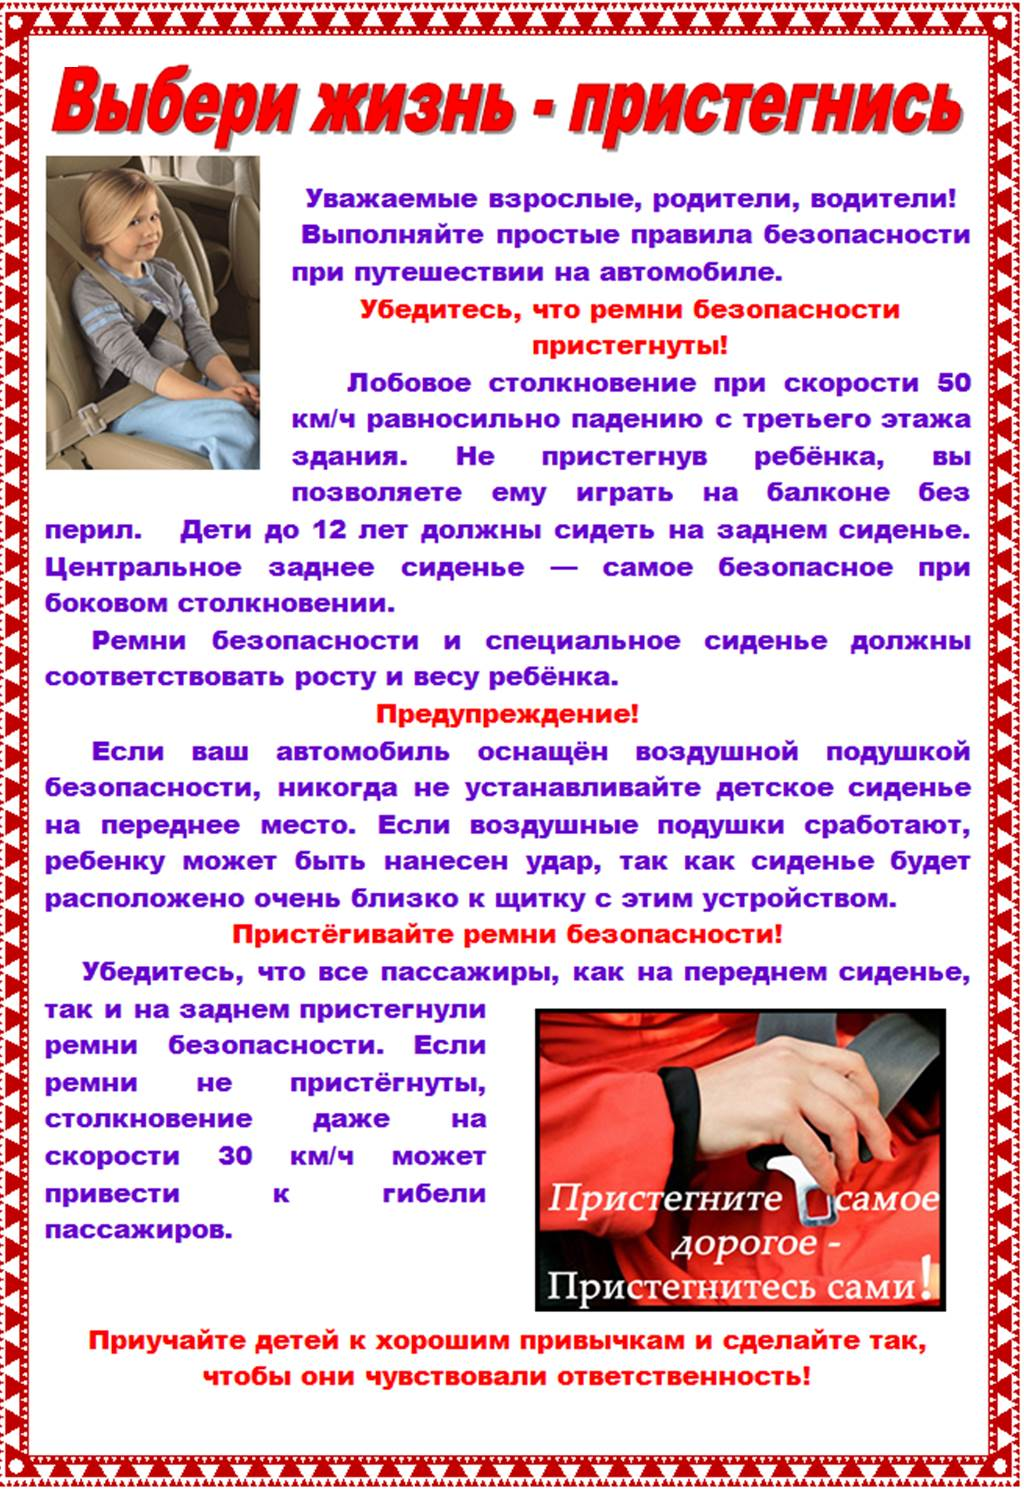 Выбери жизнь - пристегнись
Уважаемые взрослые, родители, водители!
Выполняйте простые правила безопасности
при путешествии на автомобиле.
Убедитесь, что ремни безопасности
пристегнуты!
Лобовое столкновение при скорости 50
км/ч равносильно падению с третьего этажа
здания. Не пристегнув ребёнка, вы
позволяете ему играть на балконе без
перил. Дети до 12 лет должны сидеть на заднем сиденье.
Центральное заднее сиденье — самое безопасное при
боковом столкновении.
Ремни безопасности и специальное сиденье должны
соответствовать росту и весу ребёнка.
Предупреждение!
Если ваш автомобиль оснащён воздушной подушкой
безопасности, никогда не устанавливайте детское сиденье
на переднее место. Если воздушные подушки сработают,
ребенку может быть нанесен удар, так как сиденье будет
расположено очень близко к щитку с этим устройством.
Пристёгивайте ремни безопасности!
Убедитесь, что все пассажиры, как на переднем сиденье,
так и на заднем пристегнули
ремни безопасности. Если
ремни не пристёгнуты,
столкновение даже на
скорости 30 км/ч может
привести к гибели
пассажиров.
Пристегните самое
дорогое -
Пристегнитесь сами!
Приучайте детей к хорошим привычкам и сделайте так,
чтобы они чувствовали ответственность!